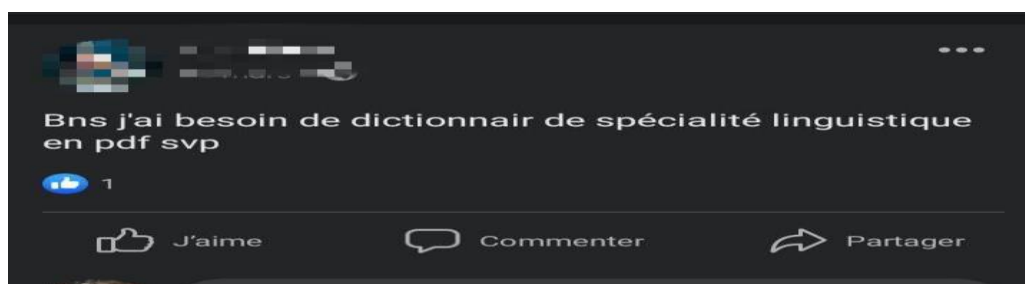 Bns j'ai besoin de dictionnair de spécialité linguistique
en pdf svp
1
J'aime Commenter Partager